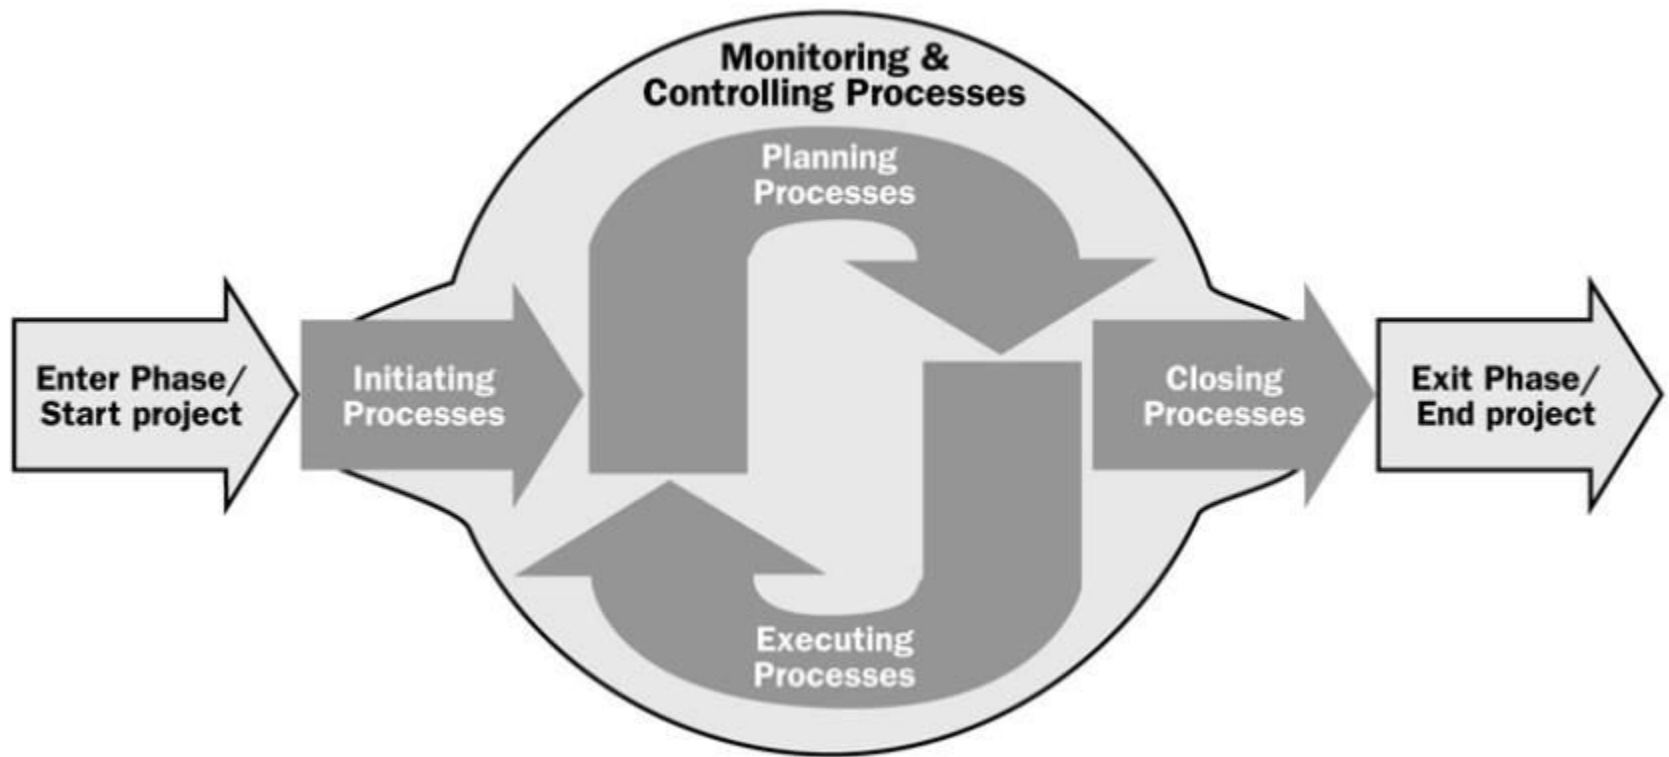 Monitoring &
Controlling Processes
Planning
Processes
Enter Phase/
Start project
Initiating
Processes
Closing
Processes
Exit Phase/
End project
Executing
Processes